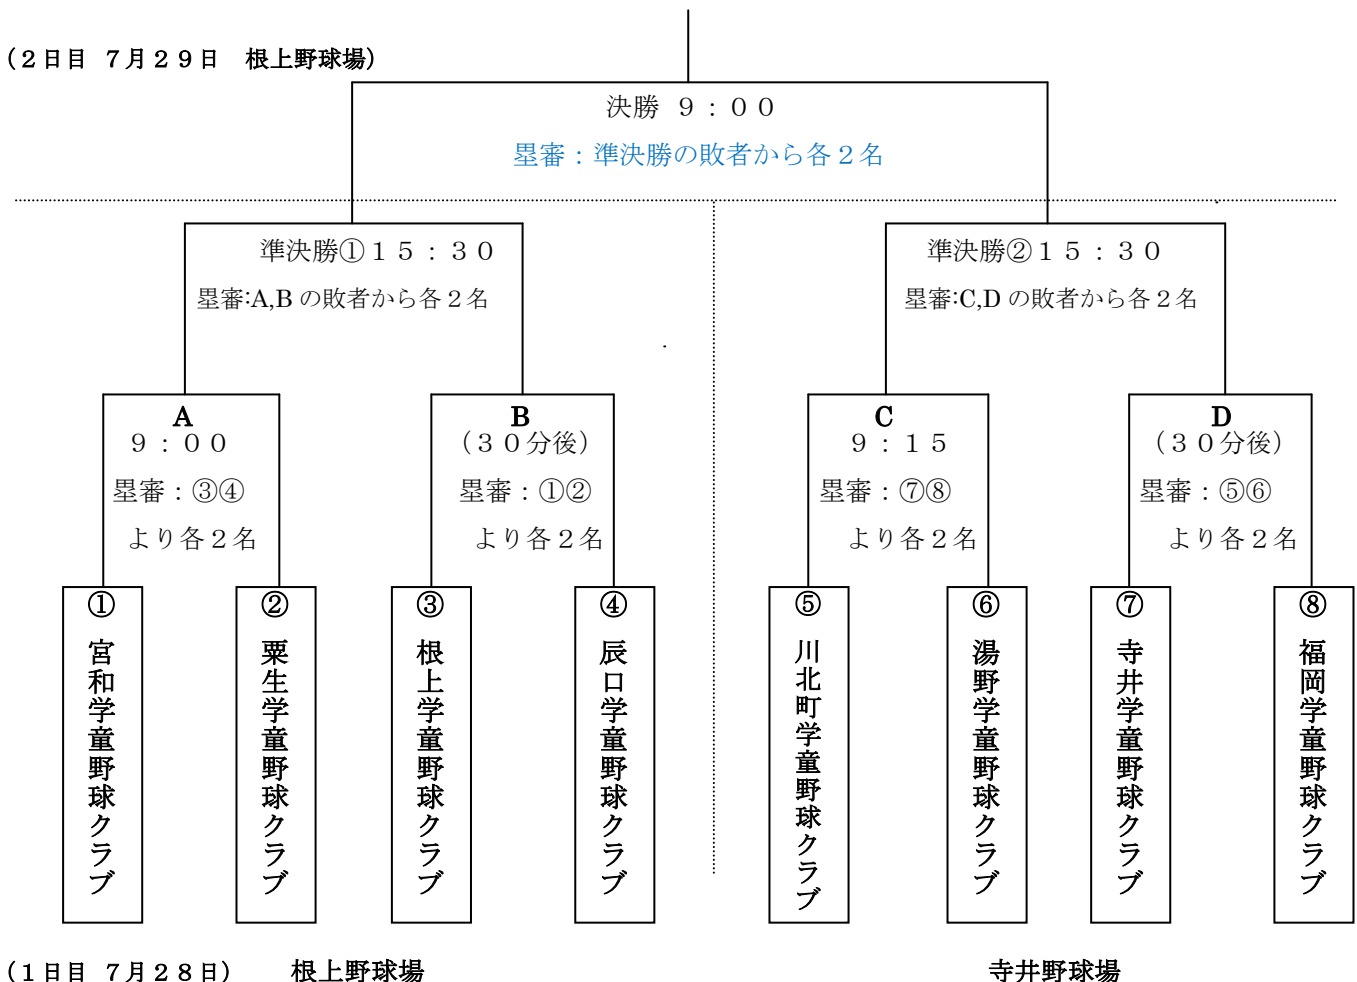 (２日目 ７月２９日　根上野球場)
決勝 ９：００
塁審：準決勝の敗者から各２名
準決勝①１５：３０
塁審:A,B の敗者から各２名
準決勝②１５：３０
塁審:C,D の敗者から各２名
A
９：００
塁審：③④
より各２名
B
（３０分後）
塁審：①②
より各２名
C
９：１５
塁審：⑦⑧
より各２名
D
（３０分後）
塁審：⑤⑥
より各２名
①
宮和学童野球クラブ
②
粟生学童野球クラブ
③
根上学童野球クラブ
④
辰口学童野球クラブ
⑤
川北町学童野球クラブ
⑥
湯野学童野球クラブ
⑦
寺井学童野球クラブ
⑧
福岡学童野球クラブ
(１日目 ７月２８日)　根上野球場
寺井野球場